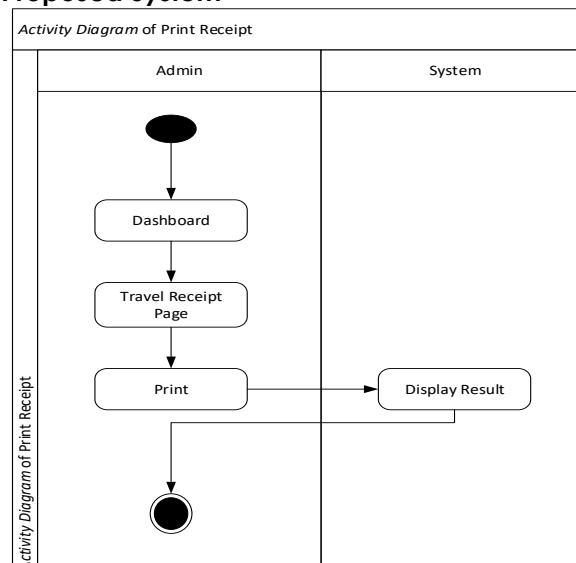 Proposed System
Activity Diagram of Print Receipt
Admin
System
Dashboard
Travel Receipt
Page
Print
Display Result
Activity Diagram of Print Receipt